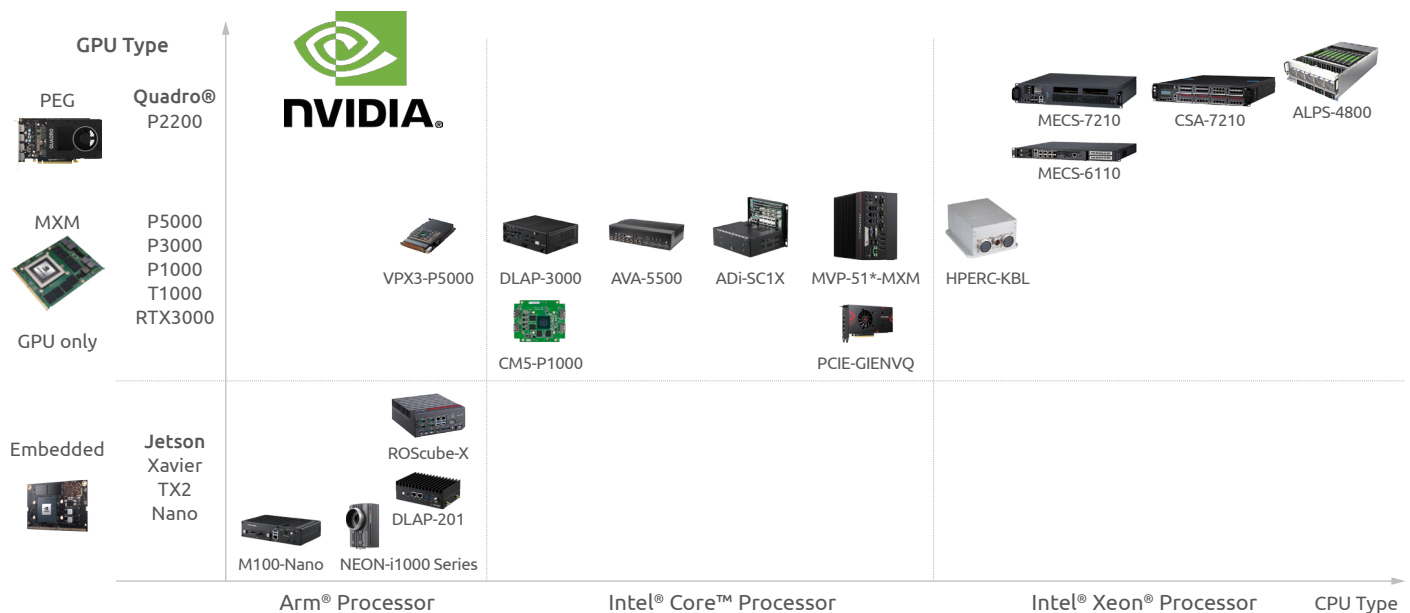 GPU Type
nVIDIA®
PEG
Quadro®
P2200
QUADRO
MECS-7210
CSA-7210
ALPS-4800
MECS-6110
MXM
P5000
P3000
P1000
T1000
RTX3000
GPU only
VPX3-P5000
DLAP-3000
AVA-5500
ADi-SC1X
MVP-51*-MXM
HPERC-KBL
CM5-P1000
PCIE-GIENVQ
Embedded
Jetson
Xavier
TX2
Nano
ROScube-X
DLAP-201
M100-Nano
NEON-i1000 Series
Arm® Processor
Intel® Core™ Processor
Intel® Xeon® Processor
CPU Type